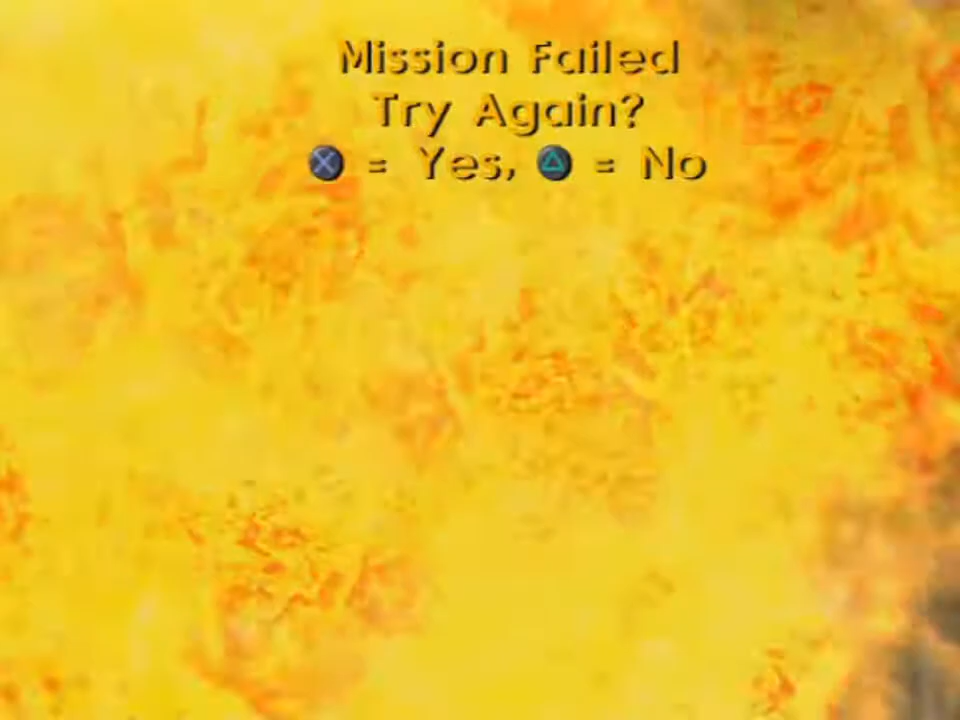 Mission Failed
Try Again?
ⓧ = Yes, △ = No